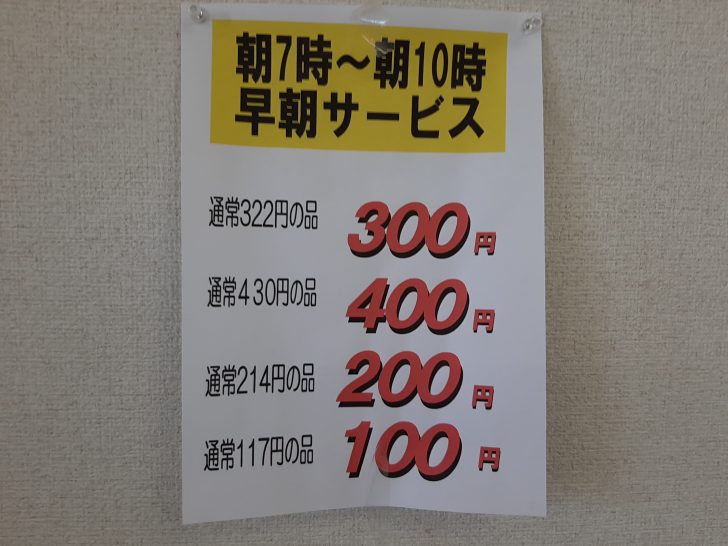 朝7時～朝10時
早朝サービス
通常322円の品 300円
通常430円の品 400円
通常214円の品 200円
通常117円の品 100円